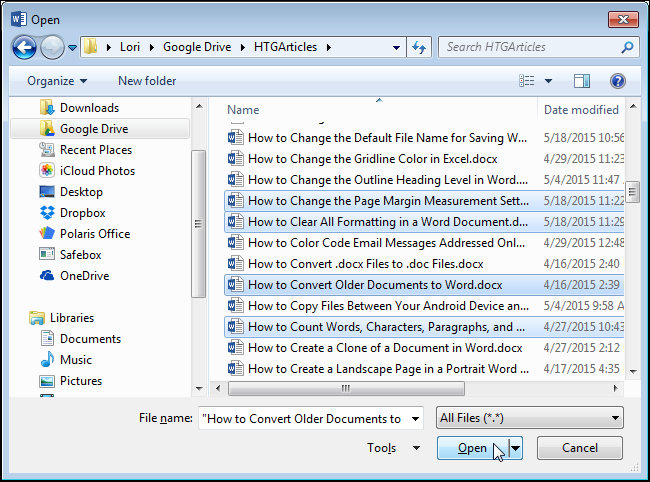 Open
Lori Google Drive HTGArticles Search HTGArticles
Organize New folder
Downloads
Google Drive
Recent Places
iCloud Photos
Desktop
Dropbox
Polaris Office
Safebox
OneDrive
Libraries
Documents
Music
Pictures
Name Date modified
How to Change the Default File Name for Saving W... 5/18/2015 10:56
How to Change the Gridline Color in Excel.docx 4/29/2015 11:23
How to Change the Outline Heading Level in Word.... 5/4/2015 11:47
How to Change the Page Margin Measurement Sett... 5/18/2015 11:22
How to Clear All Formatting in a Word Document.d... 5/18/2015 11:29
How to Color Code Email Messages Addressed Onl... 4/29/2015 12:48
How to Convert .docx Files to .doc Files.docx 4/16/2015 2:40
How to Convert Older Documents to Word.docx 4/16/2015 2:39
How to Copy Files Between Your Android Device an... 5/4/2015 9:58 A
How to Count Words, Characters, Paragraphs, and ... 4/27/2015 10:43
How to Create a Clone of a Document in Word.docx 4/27/2015 2:12
How to Create a Landscape Page in a Portrait Word ... 4/17/2015 4:35
File name: "How to Convert Older Documents to All Files (*.*)
Tools Open Cancel